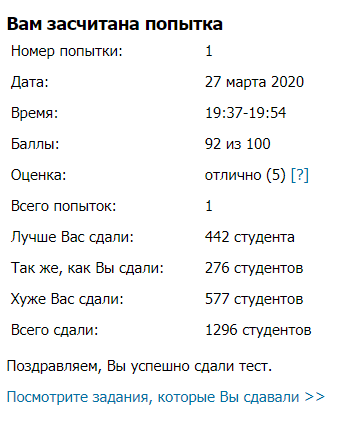 Вам засчитана попытка
Номер попытки: 1
Дата: 27 марта 2020
Время: 19:37-19:54
Баллы: 92 из 100
Оценка: отлично (5) [?]
Всего попыток: 1
Лучше Вас сдали: 442 студента
Так же, как Вы сдали: 276 студентов
Хуже Вас сдали: 577 студентов
Всего сдали: 1296 студентов
Поздравляем, Вы успешно сдали тест.
Посмотрите задания, которые Вы сдавали >>